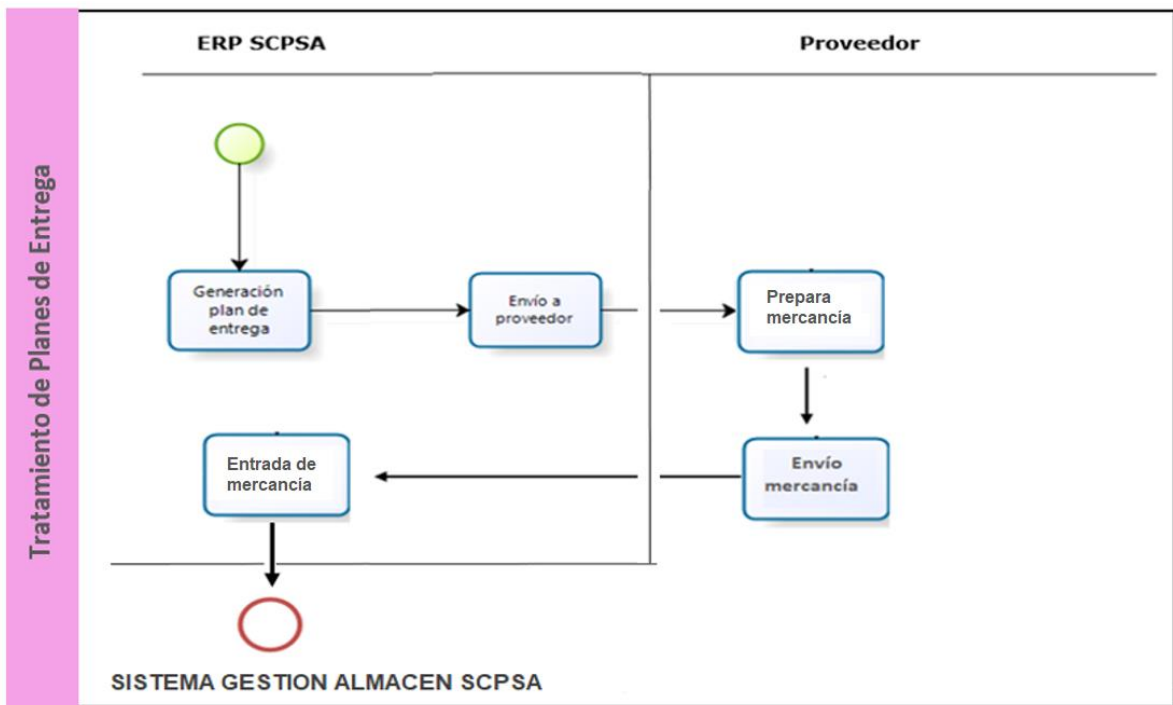 Tratamiento de Planes de Entrega
ERP SCPSA
Proveedor
Generación
plan de
entrega
Envío a
proveedor
Prepara
mercancía
Entrada de
mercancía
Envío
mercancía
SISTEMA GESTION ALMACEN SCPSA